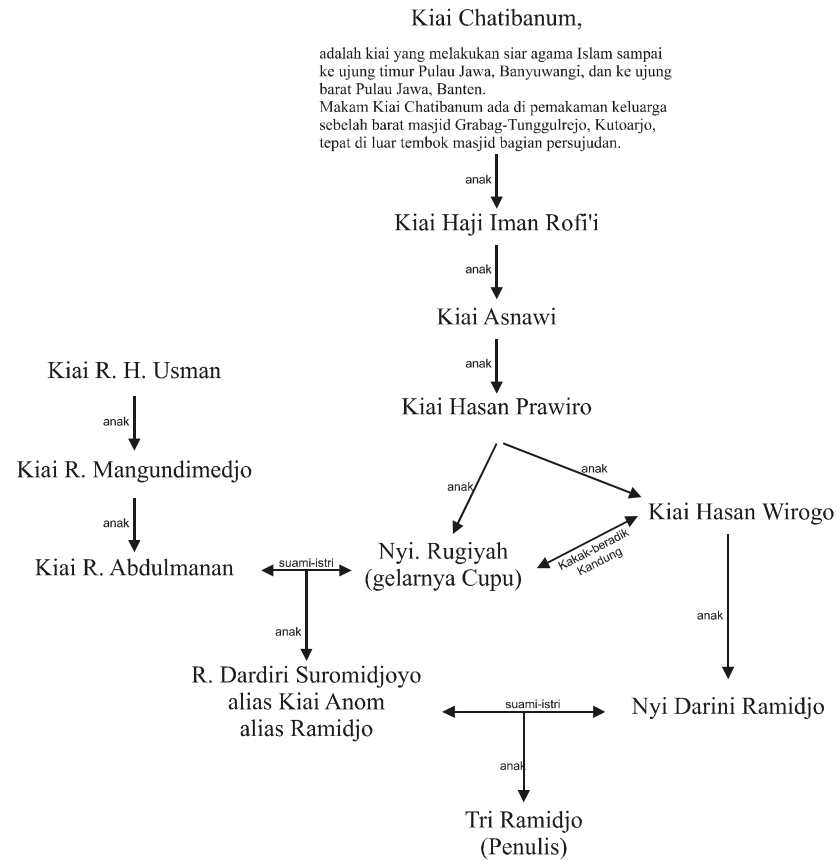 Kiai Chatibanum,
adalah kiai yang melakukan siar agama Islam sampai
ke ujung timur Pulau Jawa, Banyuwangi, dan ke ujung
barat Pulau Jawa, Banten.
Makam Kiai Chatibanum ada di pemakaman keluarga
sebelah barat masjid Grabag-Tunggulrejo, Kutoarjo,
tepat di luar tembok masjid bagian persujudan.
anak
Kiai Haji Iman Rofi'i
anak
Kiai Asnawi
anak
Kiai R. H. Usman
Kiai Hasan Prawiro
anak
Kiai R. Mangundimedjo
anak
anak
Kiai Hasan Wirogo
anak
Kiai R. Abdulmanan
suami-istri
Nyi. Rugiyah
(gelarnya Cupu)
Kakak-beradik
Kandung
anak
anak
R. Dardiri Suromidjoyo
alias Kiai Anom
alias Ramidjo
suami-istri
Nyi Darini Ramidjo
anak
Tri Ramidjo
(Penulis)